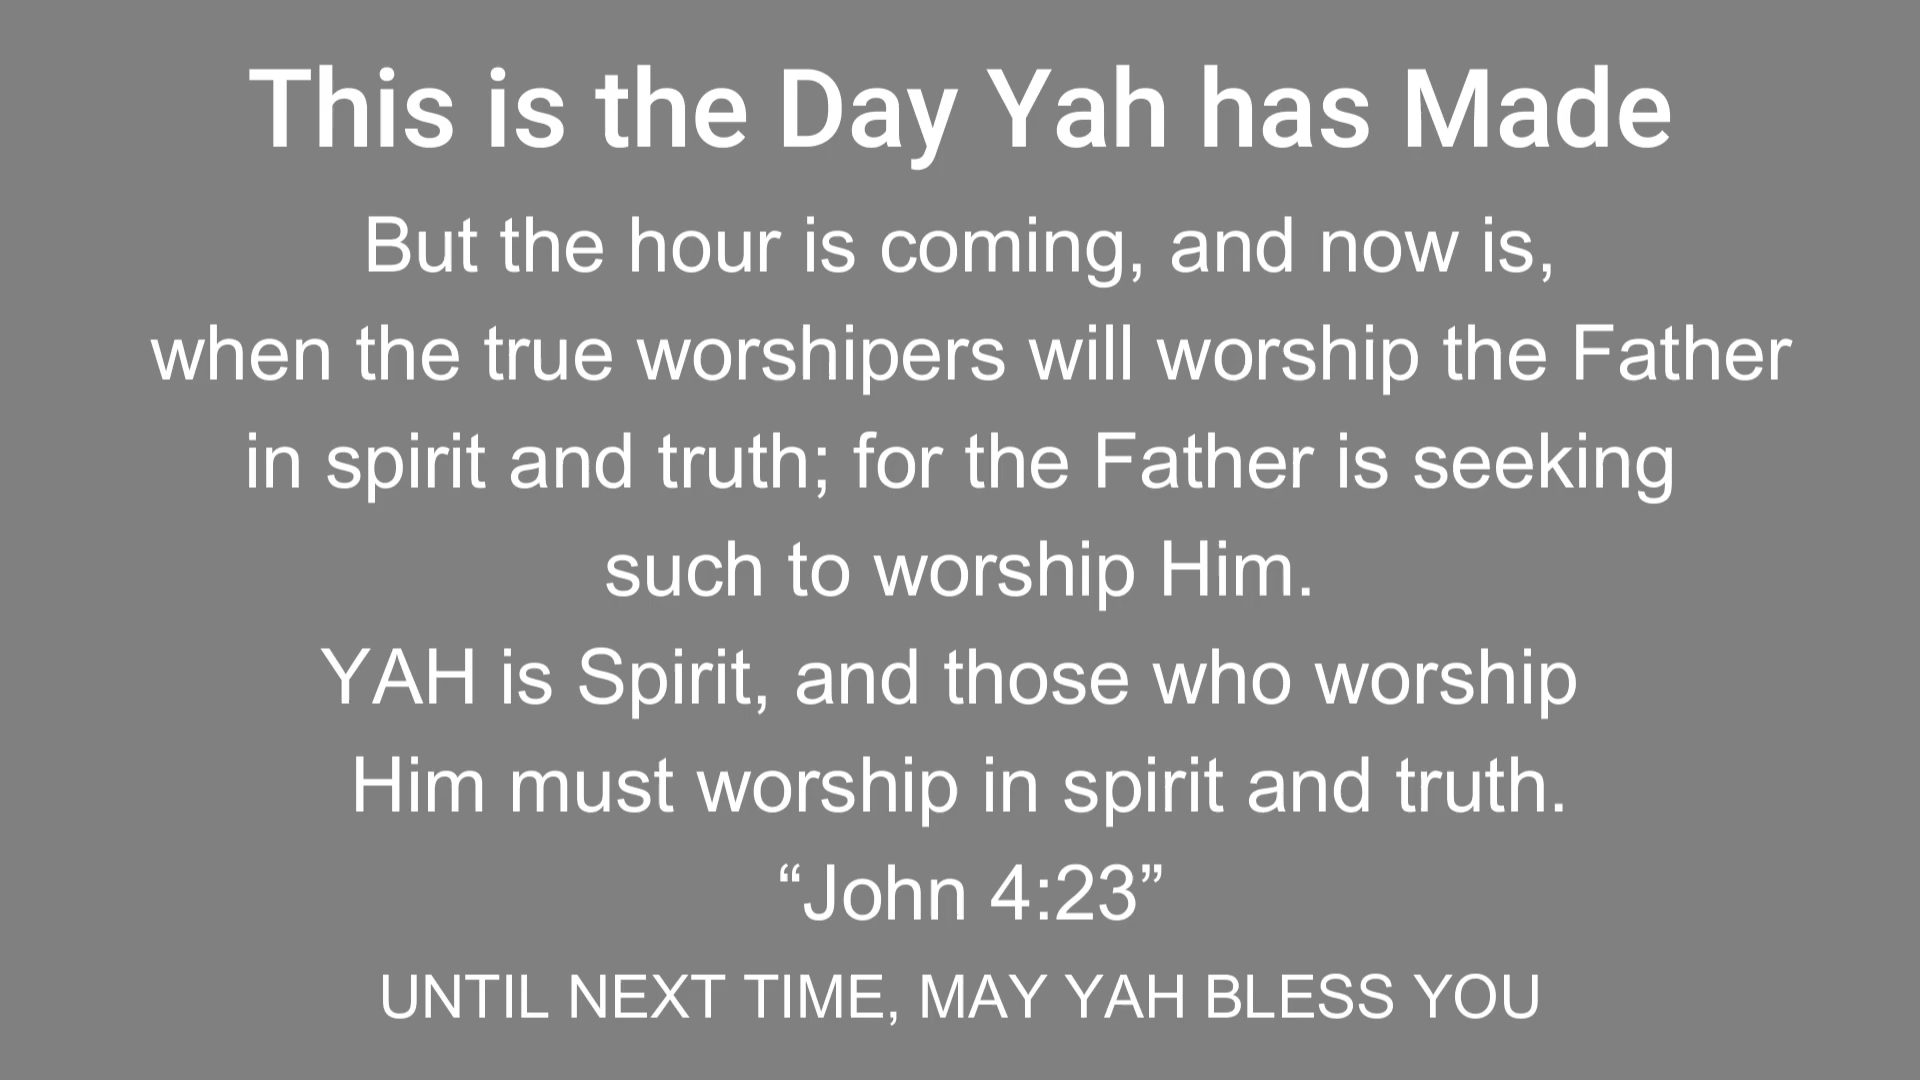 This is the Day Yah has Made
But the hour is coming, and now is,
when the true worshipers will worship the Father
in spirit and truth; for the Father is seeking
such to worship Him.
YAH is Spirit, and those who worship
Him must worship in spirit and truth.
“John 4:23”
UNTIL NEXT TIME, MAY YAH BLESS YOU